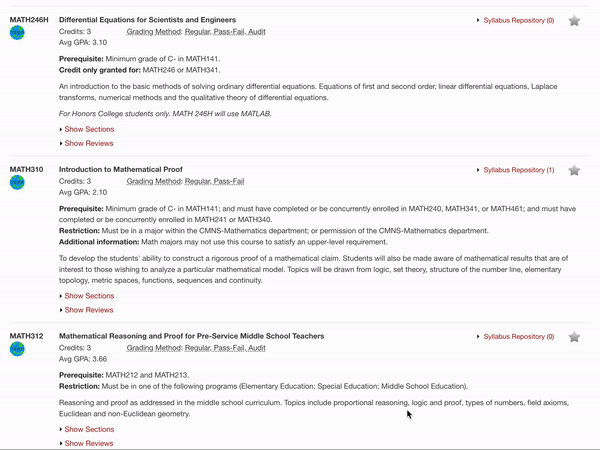 MATH246H Differential Equations for Scientists and Engineers Syllabus Repository (0)
Credits: 3 Grading Method: Regular, Pass-Fail, Audit
Avg GPA: 3.10
Prerequisite: Minimum grade of C- in MATH141.
Credit only granted for: MATH246 or MATH341.
An introduction to the basic methods of solving ordinary differential equations. Equations of first and second order, linear differential equations, Laplace
transforms, numerical methods and the qualitative theory of differential equations.
For Honors College students only. MATH 246H will use MATLAB.
Show Sections
Show Reviews
MATH310 Introduction to Mathematical Proof Syllabus Repository (1)
Credits: 3 Grading Method: Regular, Pass-Fail
Avg GPA: 2.10
Prerequisite: Minimum grade of C- in MATH141; and must have completed or be concurrently enrolled in MATH240, MATH341, or MATH461; and must have
completed or be concurrently enrolled in MATH241 or MATH340.
Restriction: Must be in a major within the CMNS-Mathematics department; or permission of the CMNS-Mathematics department.
Additional information: Math majors may not use this course to satisfy an upper-level requirement.
To develop the students' ability to construct a rigorous proof of a mathematical claim. Students will also be made aware of mathematical results that are of
interest to those wishing to analyze a particular mathematical model. Topics will be drawn from logic, set theory, structure of the number line, elementary
topology, metric spaces, functions, sequences and continuity.
Show Sections
Show Reviews
MATH312 Mathematical Reasoning and Proof for Pre-Service Middle School Teachers Syllabus Repository (0)
Credits: 3 Grading Method: Regular, Pass-Fail, Audit
Avg GPA: 3.66
Prerequisite: MATH212 and MATH213.
Restriction: Must be in one of the following programs (Elementary Education; Special Education; Middle School Education).
Reasoning and proof as addressed in the middle school curriculum. Topics include proportional reasoning, logic and proof, types of numbers, field axioms,
Euclidean and non-Euclidean geometry.
Show Sections
Show Reviews